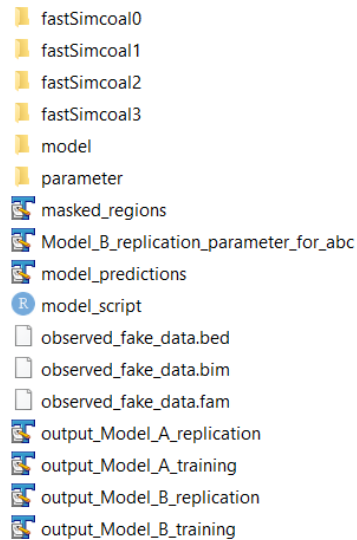 fastSimcoal0
fastSimcoal1
fastSimcoal2
fastSimcoal3
model
parameter
masked_regions
Model_B_replication_parameter_for_abc
model_predictions
R model_script
observed_fake_data.bed
observed_fake_data.bim
observed_fake_data.fam
output_Model_A_replication
output_Model_A_training
output_Model_B_replication
output_Model_B_training